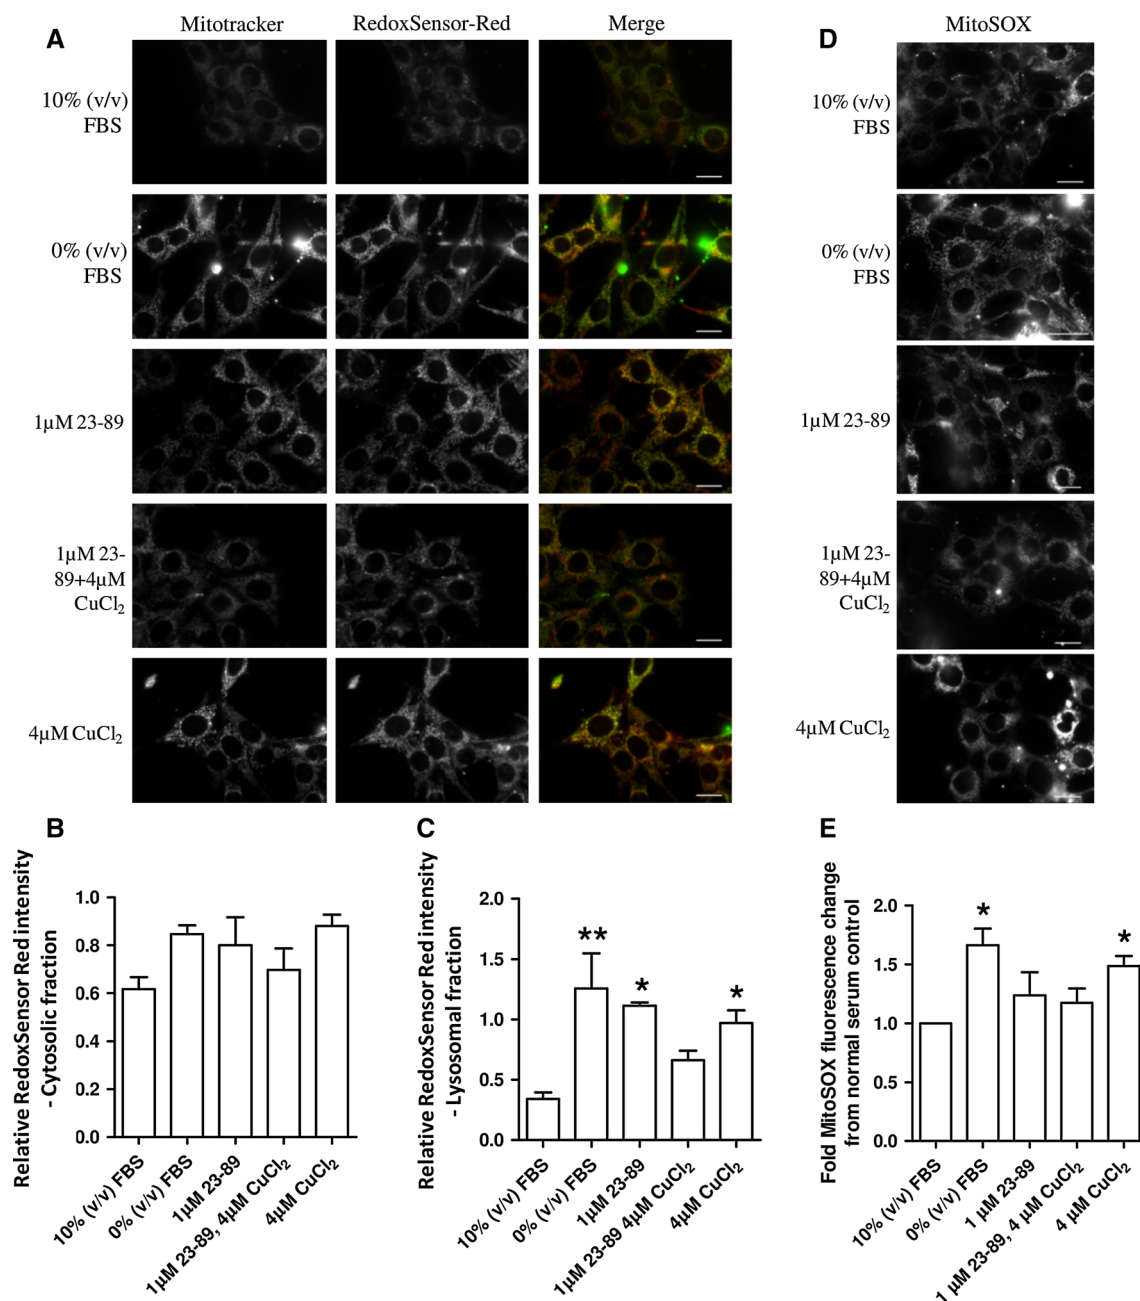 A
Mitotracker
RedoxSensor-Red
Merge
10% (v/v)
FBS
0% (v/v)
FBS
1µM 23-89
1µM 23-
89+4µM
CuCl₂
4µM CuCl₂
D
MitoSOX
10% (v/v)
FBS
0% (v/v)
FBS
1µM 23-89
1µM 23-
89+4µM
CuCl₂
4µM CuCl₂
B
Relative RedoxSensor Red intensity
- Cytosolic fraction
1.0
0.8
0.6
0.4
0.2
0.0
10% (v/v) FBS
0% (v/v) FBS
1µM 23-89
1µM 23-89, 4µM CuCl₂
4µM CuCl₂
C
Relative RedoxSensor Red intensity
- Lysosomal fraction
2.0
1.5
1.0
0.5
0.0
**
*
*
10% (v/v) FBS
0% (v/v) FBS
1µM 23-89
1µM 23-89 4µM CuCl₂
4µM CuCl₂
E
Fold MitoSOX fluorescence change
from normal serum control
2.0
1.5
1.0
0.5
0.0
*
*
10% (v/v) FBS
0% (v/v) FBS
1 µM 23-89
1 µM 23-89, 4 µM CuCl₂
4 µM CuCl₂